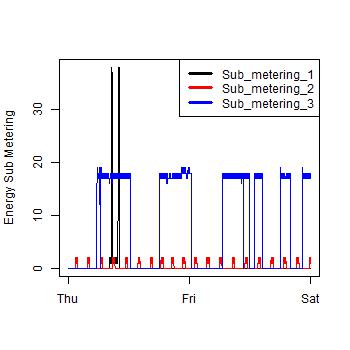 Sub_metering_1
Sub_metering_2
Sub_metering_3
Energy Sub Metering
30
20
10
0
Thu Fri Sat